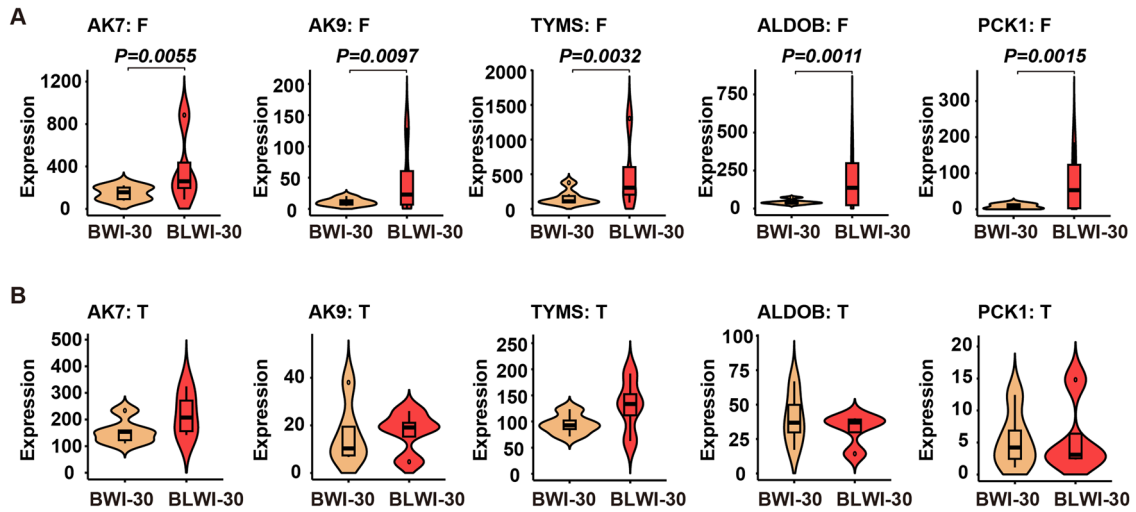 A
AK7: F
AK9: F
TYMS: F
ALDOB: F
PCK1: F
P=0.0055
P=0.0097
P=0.0032
P=0.0011
P=0.0015
Expression
1200
800
400
0
BWI-30 BLWI-30
Expression
200
150
100
50
0
BWI-30 BLWI-30
Expression
2000
1500
1000
500
0
BWI-30 BLWI-30
Expression
750
500
250
0
BWI-30 BLWI-30
Expression
300
200
100
0
BWI-30 BLWI-30
B
AK7: T
AK9: T
TYMS: T
ALDOB: T
PCK1: T
Expression
500
400
300
200
100
0
BWI-30 BLWI-30
Expression
40
20
0
BWI-30 BLWI-30
Expression
250
200
150
100
50
0
BWI-30 BLWI-30
Expression
100
75
50
25
0
BWI-30 BLWI-30
Expression
20
15
10
5
0
BWI-30 BLWI-30